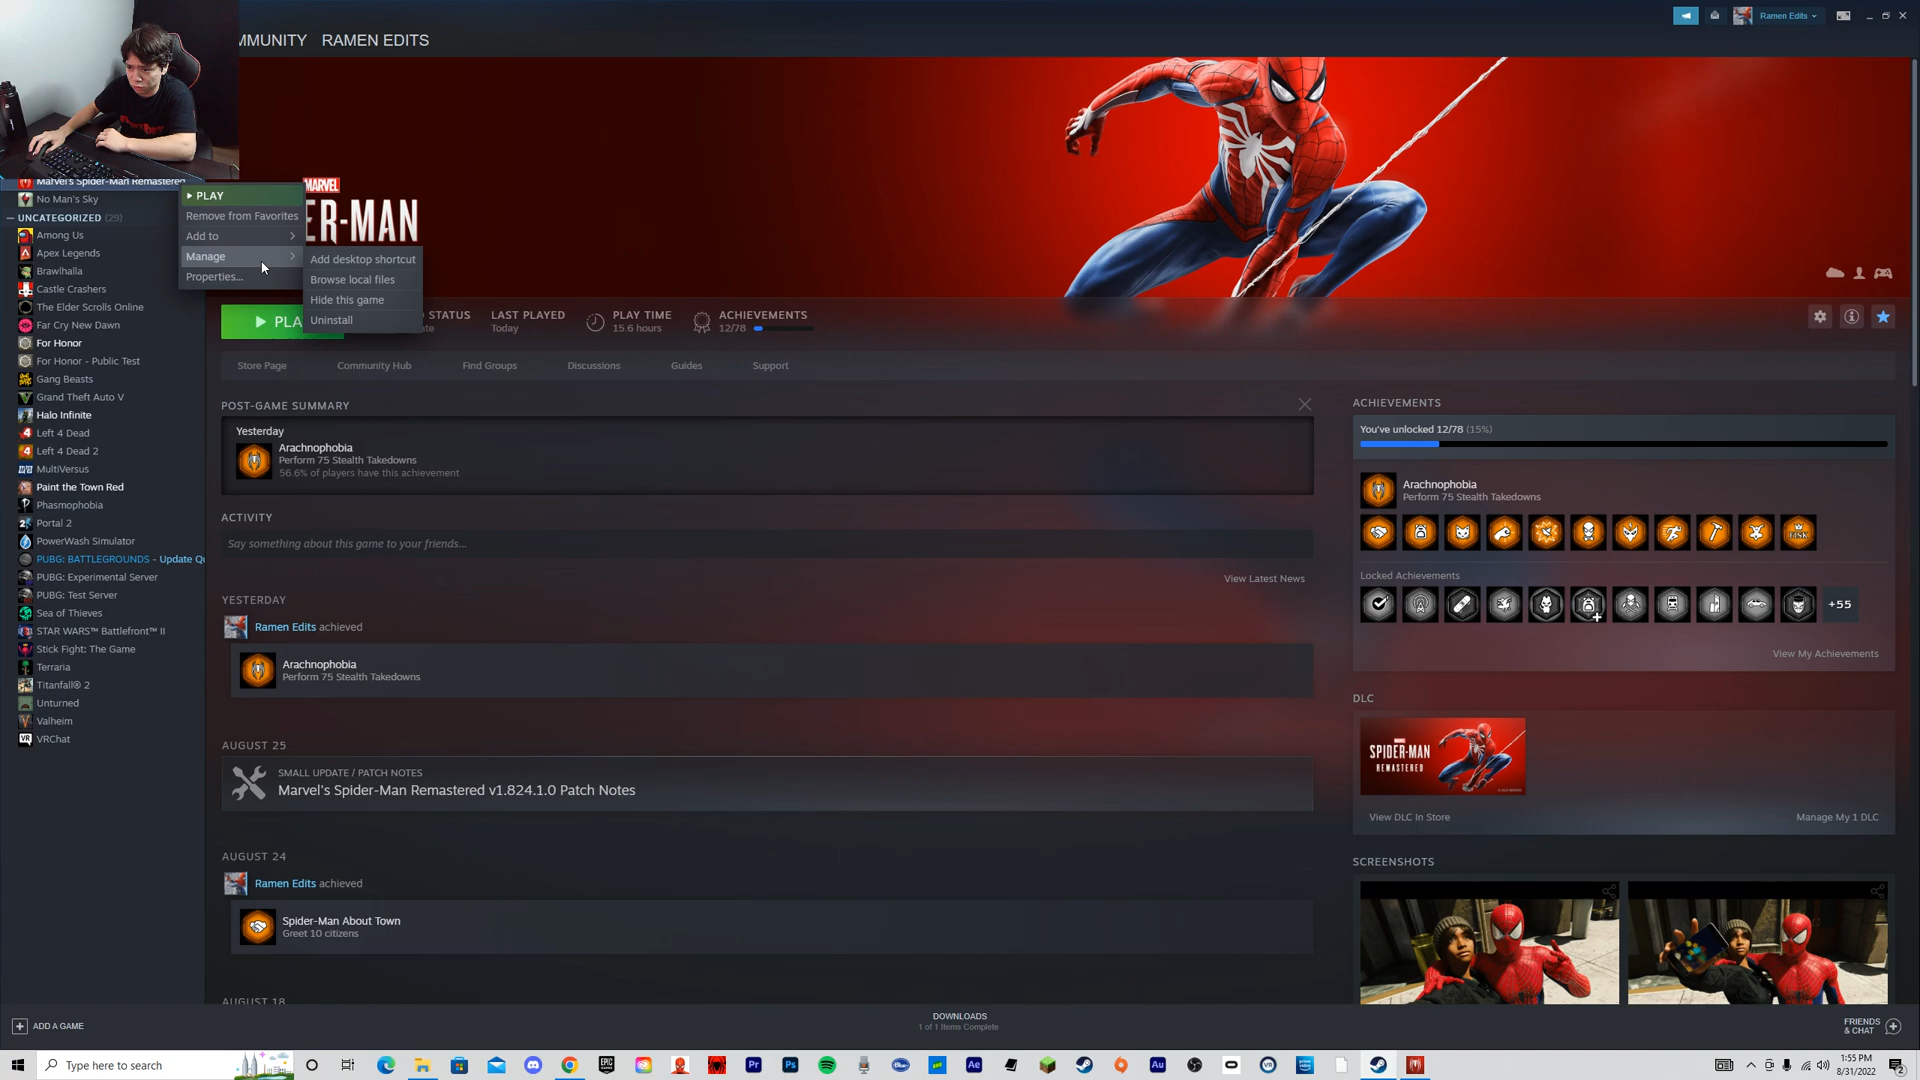 MMUNITY RAMEN EDITS
Ramen Edits
Marvel's Spider-Man Remastered
No Man's Sky
UNCATEGORIZED (29)
Among Us
Apex Legends
Brawlhalla
Castle Crashers
The Elder Scrolls Online
Far Cry New Dawn
For Honor
For Honor - Public Test
Gang Beasts
Grand Theft Auto V
Halo Infinite
Left 4 Dead
Left 4 Dead 2
MultiVersus
Paint the Town Red
Phasmophobia
Portal 2
PowerWash Simulator
PUBG: BATTLEGROUNDS - Update Qu
PUBG: Experimental Server
PUBG: Test Server
Sea of Thieves
STAR WARS™ Battlefront™ II
Stick Fight: The Game
Terraria
Titanfall® 2
Unturned
Valheim
VRChat
PLAY
Remove from Favorites
Add to
Manage
Properties...
Add desktop shortcut
Browse local files
Hide this game
Uninstall
MARVEL
ER-MAN
PLA
D STATUS
ate
LAST PLAYED
Today
PLAY TIME
15.6 hours
ACHIEVEMENTS
12/78
Store Page
Community Hub
Find Groups
Discussions
Guides
Support
POST-GAME SUMMARY
Yesterday
Arachnophobia
Perform 75 Stealth Takedowns
56.6% of players have this achievement
ACTIVITY
Say something about this game to your friends...
View Latest News
YESTERDAY
Ramen Edits achieved
Arachnophobia
Perform 75 Stealth Takedowns
AUGUST 25
SMALL UPDATE / PATCH NOTES
Marvel's Spider-Man Remastered v1.824.1.0 Patch Notes
AUGUST 24
Ramen Edits achieved
Spider-Man About Town
Greet 10 citizens
AUGUST 18
ACHIEVEMENTS
You've unlocked 12/78 (15%)
Arachnophobia
Perform 75 Stealth Takedowns
FISK
Locked Achievements
+55
View My Achievements
DLC
MARVEL
SPIDER-MAN
REMASTERED
View DLC In Store
Manage My 1 DLC
SCREENSHOTS
ADD A GAME
DOWNLOADS
1 of 1 Items Complete
FRIENDS
& CHAT
Type here to search
EPIC
GAMES
Pr
Ps
Ae
Au
1:55 PM
8/31/2022
2